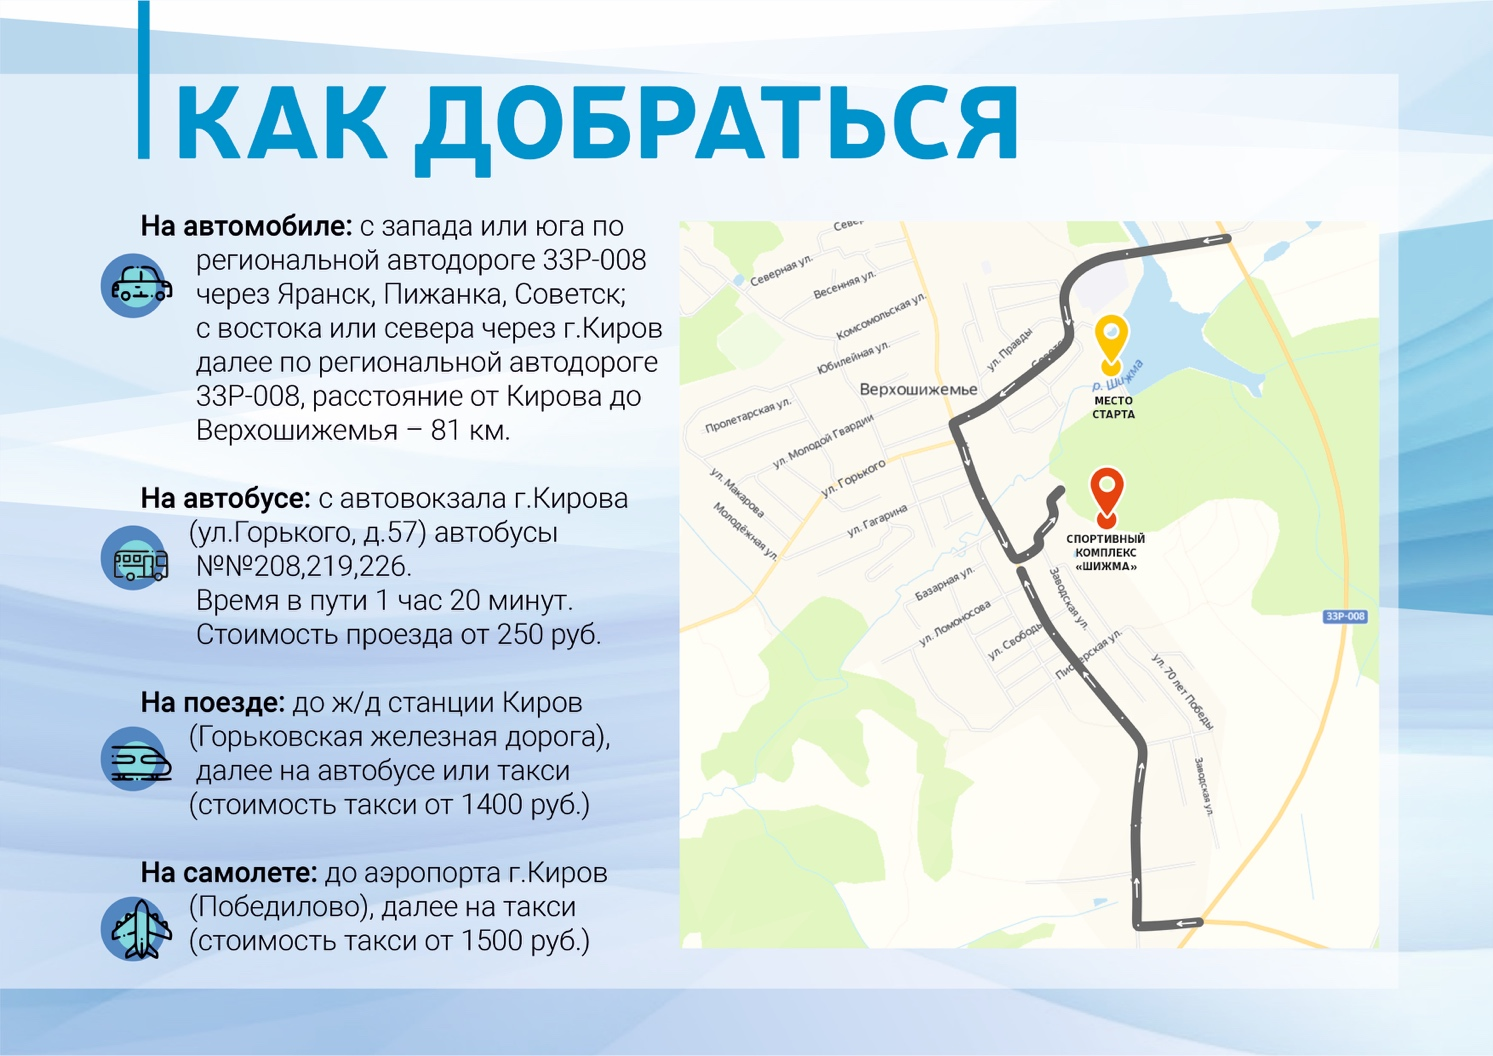 КАК ДОБРАТЬСЯ
На автомобиле: с запада или юга по
региональной автодороге 33Р-008
через Яранск, Пижанка, Советск;
с востока или севера через г.Киров
далее по региональной автодороге
33Р-008, расстояние от Кирова до
Верхошижемья – 81 км.
На автобусе: с автовокзала г.Кирова
(ул.Горького, д.57) автобусы
№№208,219,226.
Время в пути 1 час 20 минут.
Стоимость проезда от 250 руб.
На поезде: до ж/д станции Киров
(Горьковская железная дорога),
далее на автобусе или такси
(стоимость такси от 1400 руб.)
На самолете: до аэропорта г.Киров
(Победилово), далее на такси
(стоимость такси от 1500 руб.)
Северная ул.
Весенняя ул.
Комсомольская ул.
Юбилейная ул.
ул. Правды
Верхошижемье
р. Шижма
МЕСТО
СТАРТА
Пролетарская ул.
ул. Молодой Гвардии
ул. Горького
ул. Макарова
Молодёжная ул.
ул. Гагарина
СПОРТИВНЫЙ
КОМПЛЕКС
«ШИЖМА»
Базарная ул.
Заводская ул.
ул. Ломоносова
ул. Свободы
Пионерская ул.
33Р-008
ул. 70 лет Победы
Заводская ул.